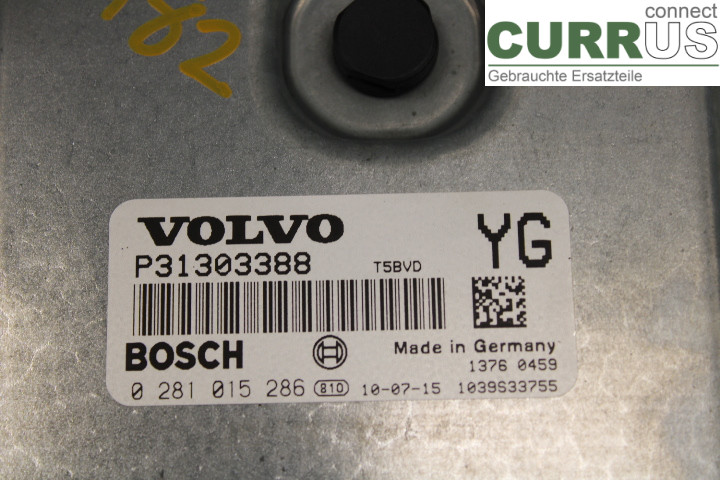 182
connect
CURRUS
Gebrauchte Ersatzteile
VOLVO
YG
P31303388 T5BVD
BOSCH Made in Germany
1376 0459
0 281 015 286 810 10-07-15 1039S33755